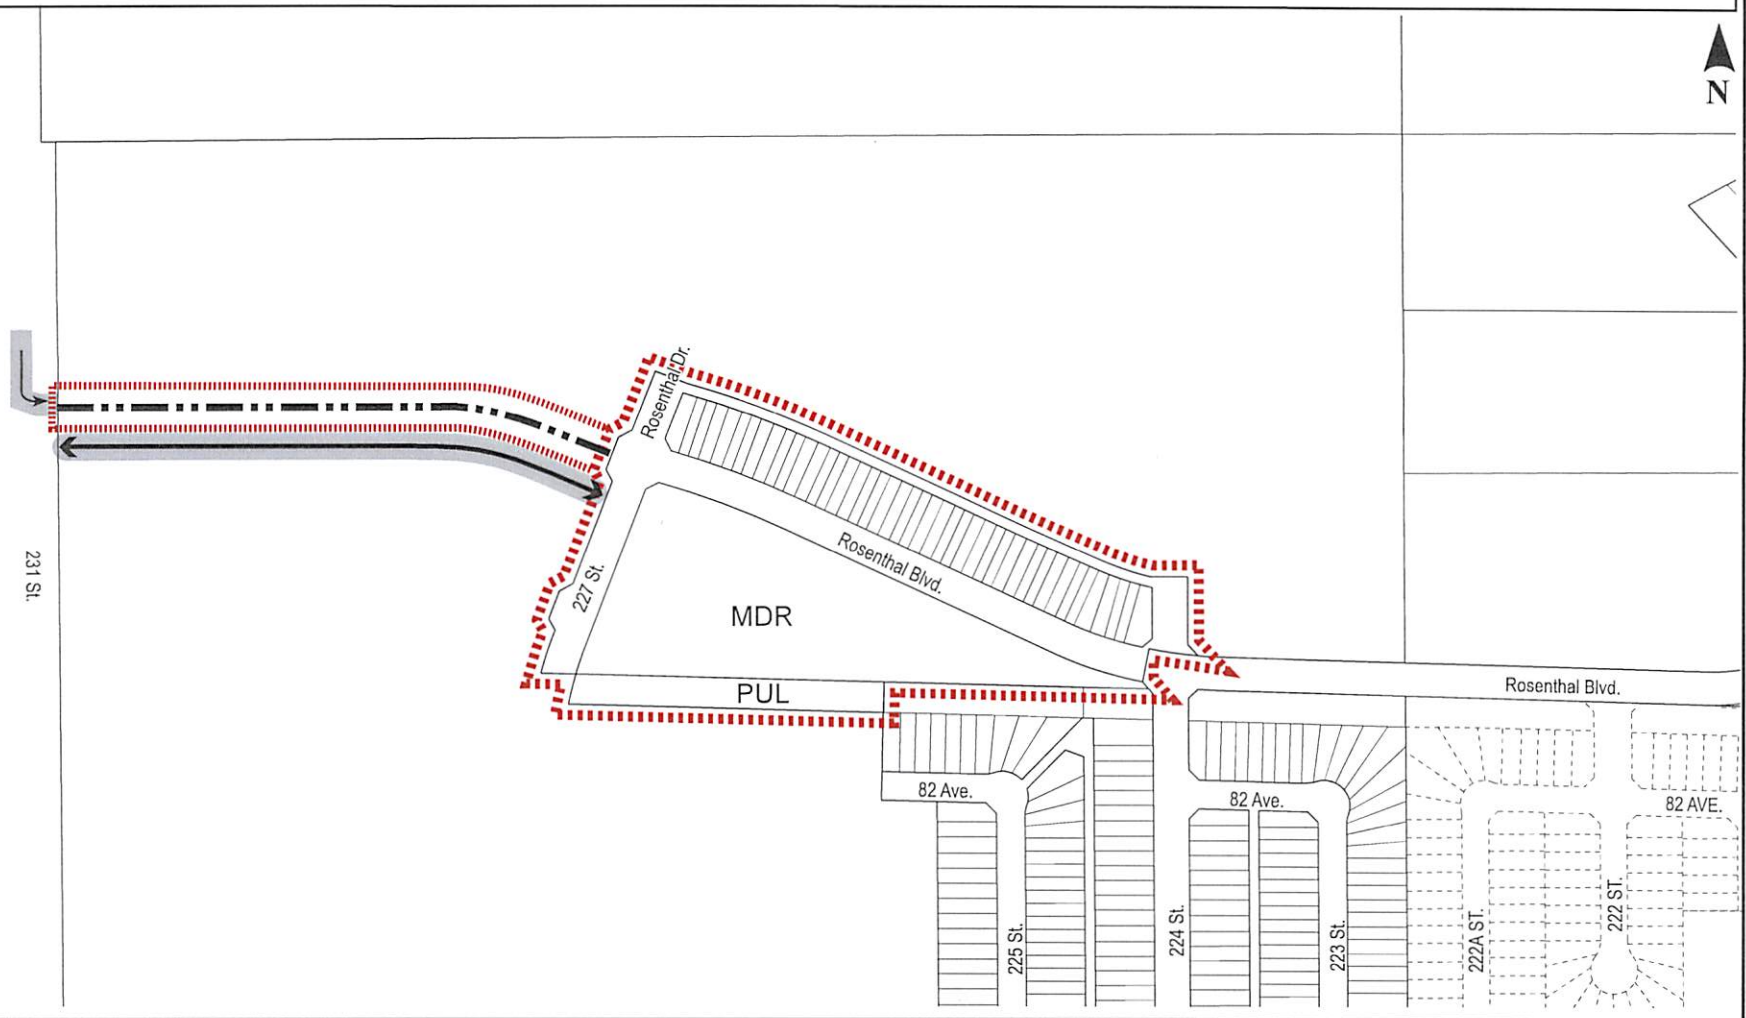 N
Rosenthal Dr.
231 St.
227 St.
Rosenthal Blvd.
MDR
PUL
Rosenthal Blvd.
82 Ave.
82 Ave.
82 AVE.
225 St.
224 St.
223 St.
222A ST.
222 ST.